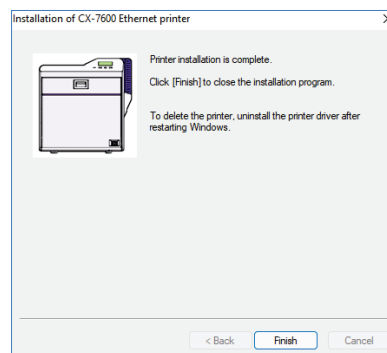 Installation of CX-7600 Ethernet printer
Printer installation is complete.
Click [Finish] to close the installation program.
To delete the printer, uninstall the printer driver after
restarting Windows.
< Back Finish Cancel